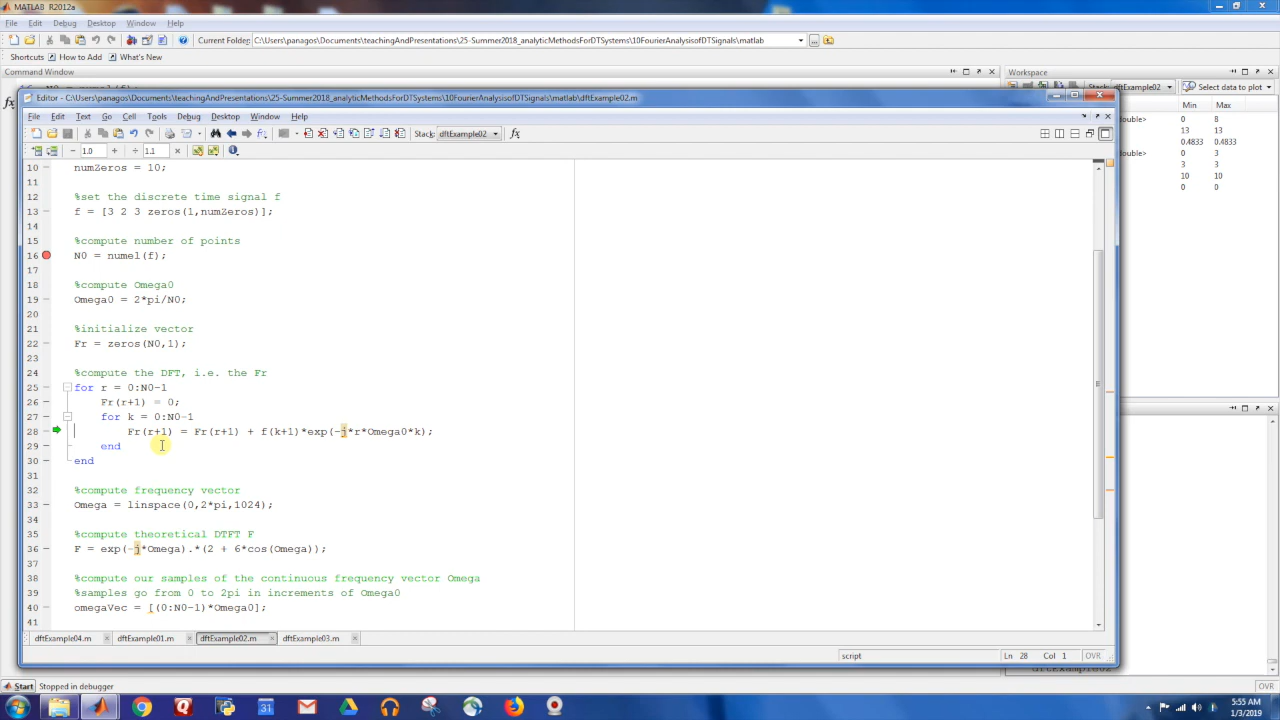 MATLAB R2012a
File Edit Debug Desktop Window Help
Current Folder: C:\Users\panagos\Documents\teachingAndPresentations\25-Summer2018_analyticMethodsForDTSystems\10FourierAnalysisofDTSignals\matlab
Shortcuts How to Add What's New
Command Window
Workspace
Stack: dftExample02 Select data to plot
Min Max
<double> 0 8
13 13
0.4833 0.4833
<double> 0 3
3 3
10 10
0 0
Editor - C:\Users\panagos\Documents\teachingAndPresentations\25-Summer2018_analyticMethodsForDTSystems\10FourierAnalysisofDTSignals\matlab\dftExample02.m
File Edit Text Go Cell Tools Debug Desktop Window Help
Stack: dftExample02 fx
1.0 1.1
10 numZeros = 10;
11
12 %set the discrete time signal f
13 f = [3 2 3 zeros(1,numZeros)];
14
15 %compute number of points
16 N0 = numel(f);
17
18 %compute Omega0
19 Omega0 = 2*pi/N0;
20
21 %initialize vector
22 Fr = zeros(N0,1);
23
24 %compute the DFT, i.e. the Fr
25 for r = 0:N0-1
26 Fr(r+1) = 0;
27 for k = 0:N0-1
28 Fr(r+1) = Fr(r+1) + f(k+1)*exp(-j*r*Omega0*k);
29 end
30 end
31
32 %compute frequency vector
33 Omega = linspace(0,2*pi,1024);
34
35 %compute theoretical DTFT F
36 F = exp(-j*Omega).*(2 + 6*cos(Omega));
37
38 %compute our samples of the continuous frequency vector Omega
39 %samples go from 0 to 2pi in increments of Omega0
40 omegaVec = [(0:N0-1)*Omega0];
41
dftExample04.m dftExample01.m dftExample02.m dftExample03.m
script Ln 28 Col 1 OVR
dftExample02
Start Stopped in debugger OVR
5:55 AM
1/3/2019